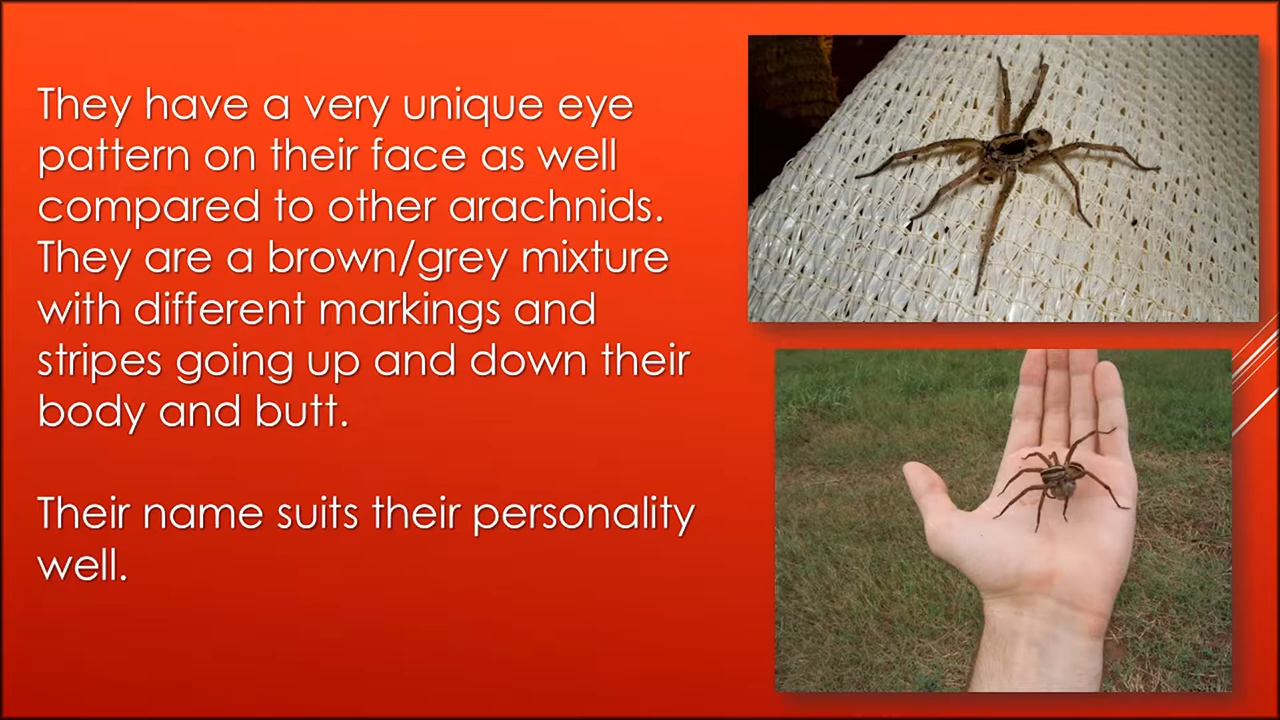 They have a very unique eye
pattern on their face as well
compared to other arachnids.
They are a brown/grey mixture
with different markings and
stripes going up and down their
body and butt.
Their name suits their personality
well.